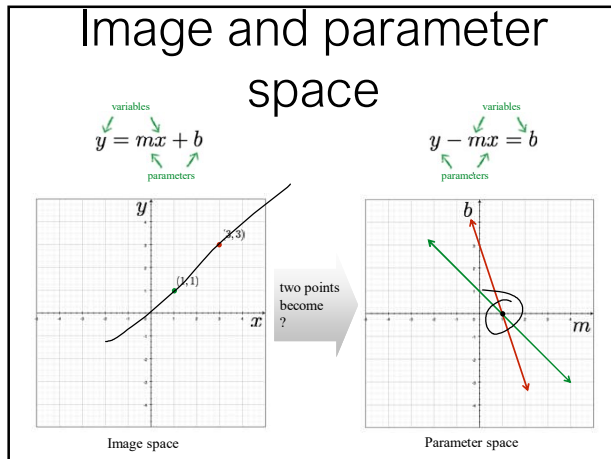 Image and parameter
space
variables
y = mx + b
parameters
variables
y − mx = b
parameters
y
3, 3)
(1, 1)
x
Image space
two points
become
?
b
m
Parameter space